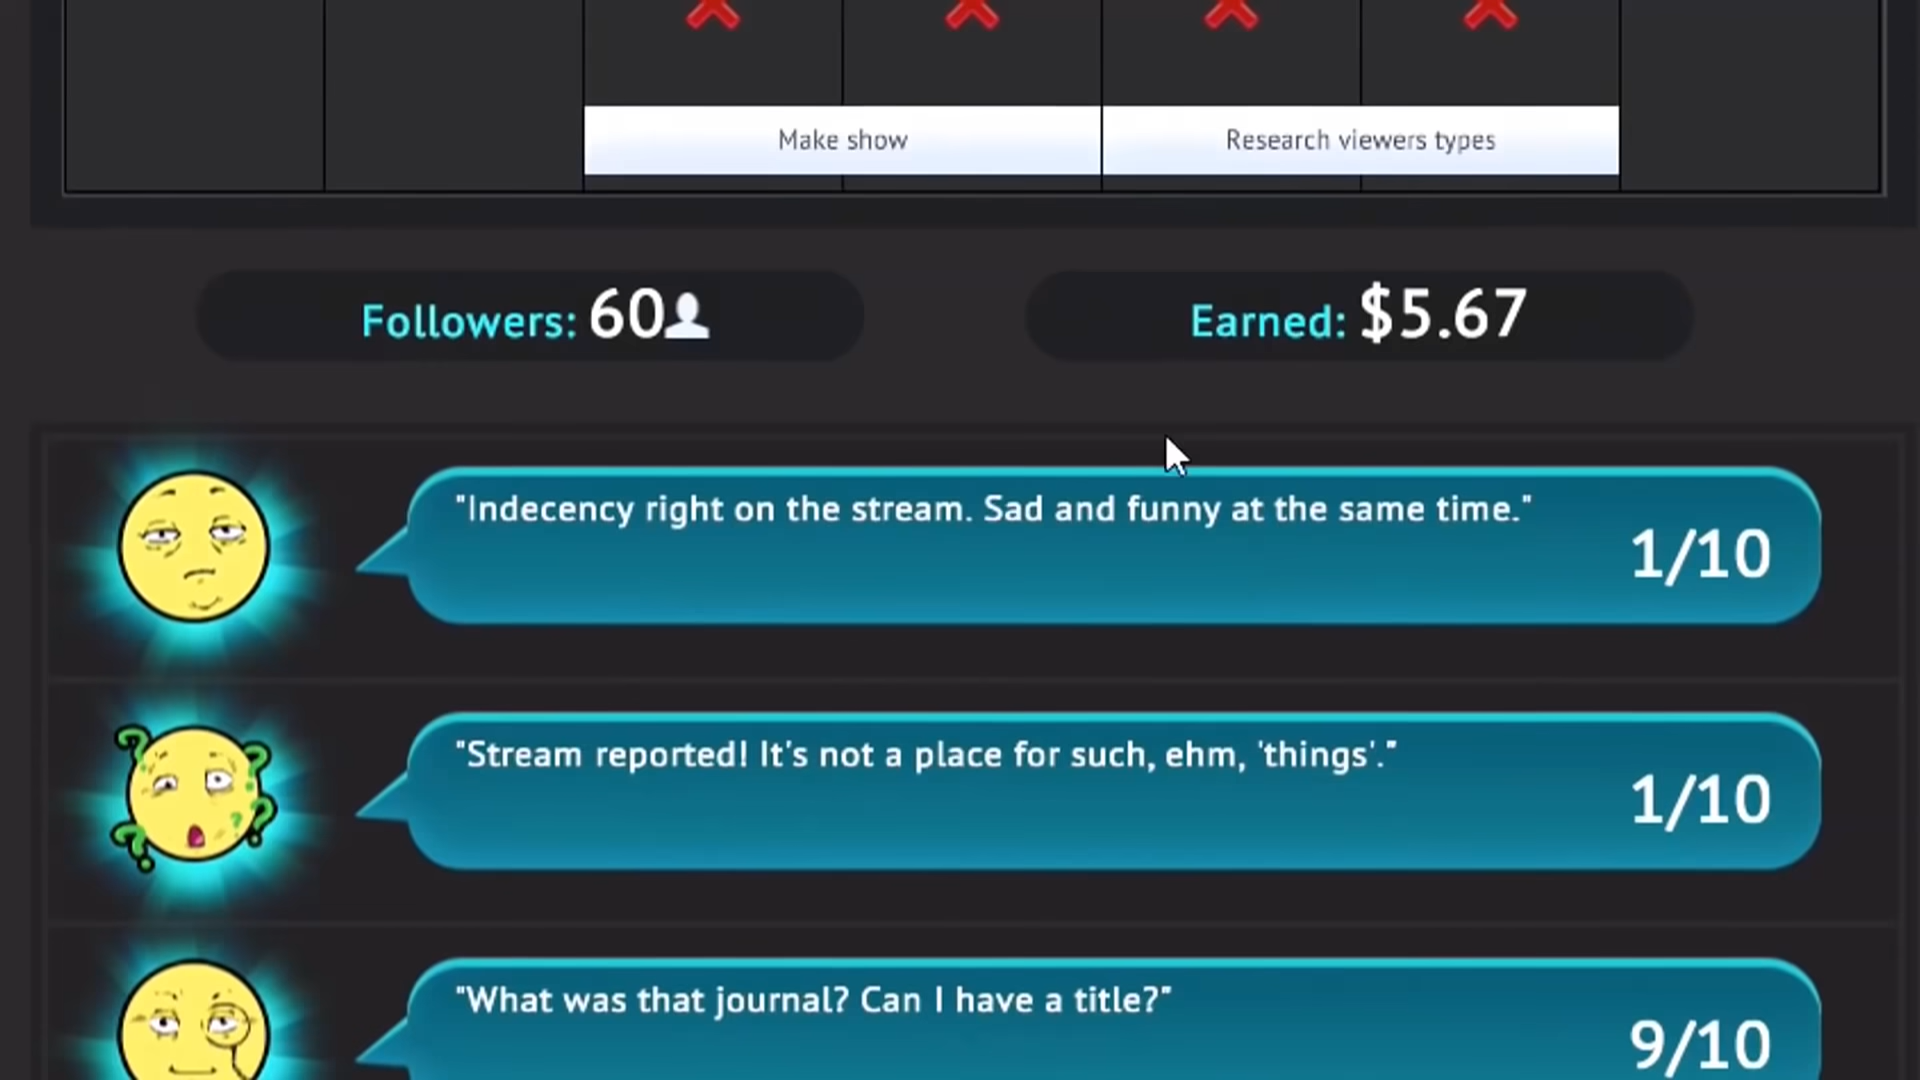 Make show
Research viewers types
Followers: 60
Earned: $5.67
"Indecency right on the stream. Sad and funny at the same time."
1/10
"Stream reported! It's not a place for such, ehm, 'things'."
1/10
"What was that journal? Can I have a title?"
9/10